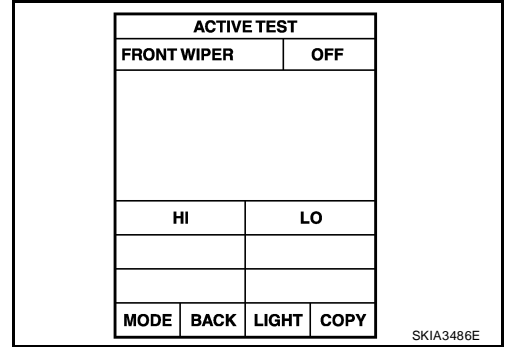 ACTIVE TEST
FRONT WIPER OFF
HI LO
MODE BACK LIGHT COPY
SKIA3486E